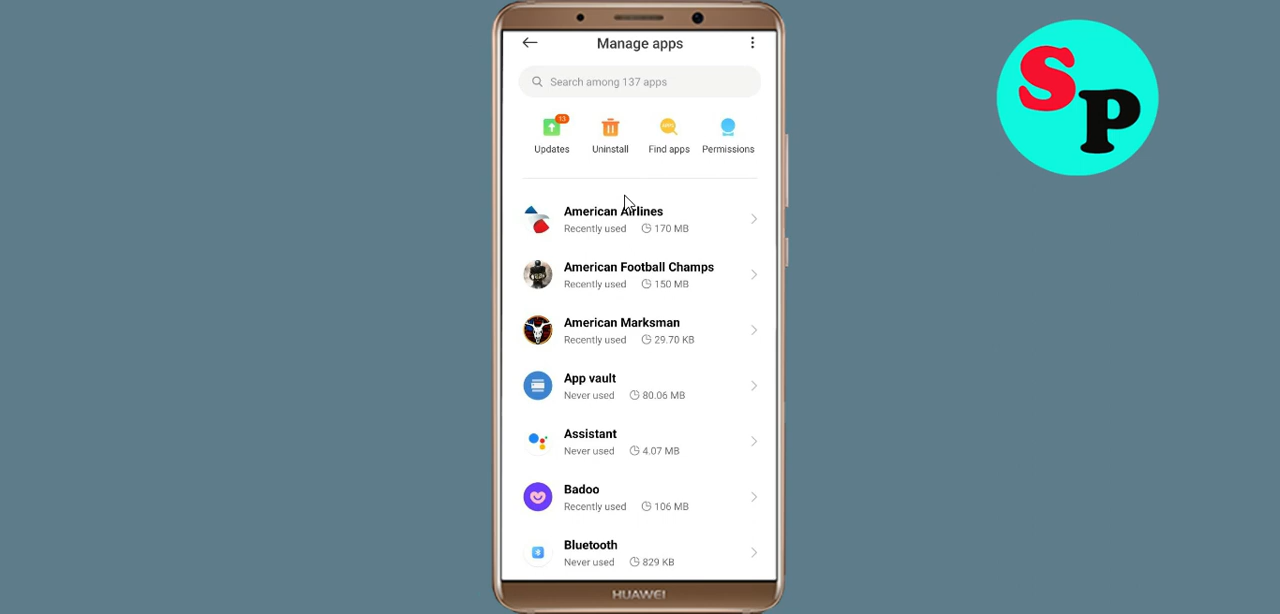 Manage apps
Search among 137 apps
13
Updates
Uninstall
Find apps
Permissions
American Airlines
Recently used 170 MB
American Football Champs
Recently used 150 MB
American Marksman
Recently used 29.70 KB
App vault
Never used 80.06 MB
Assistant
Never used 4.07 MB
Badoo
Recently used 106 MB
Bluetooth
Never used 829 KB
HUAWEI
SP